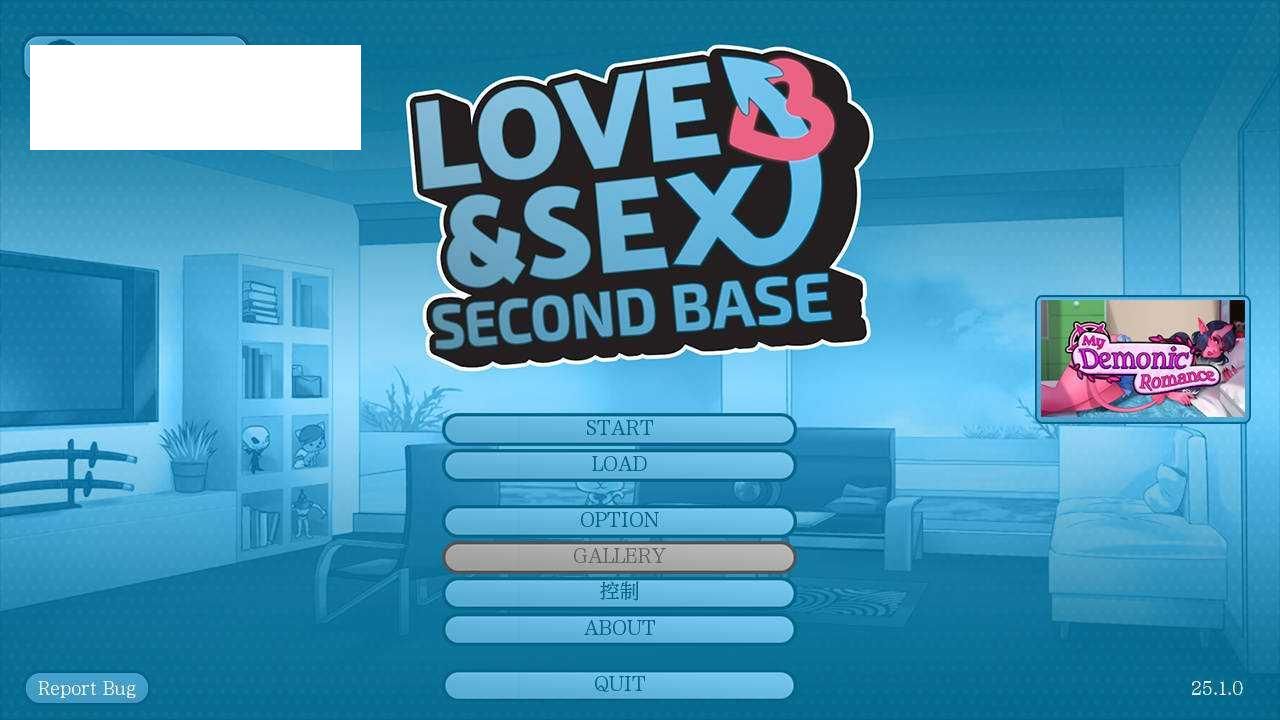 LOVE
& SEX
SECOND BASE
My
Demonic
Romance
START
LOAD
OPTION
GALLERY
控制
ABOUT
QUIT
Report Bug
25.1.0